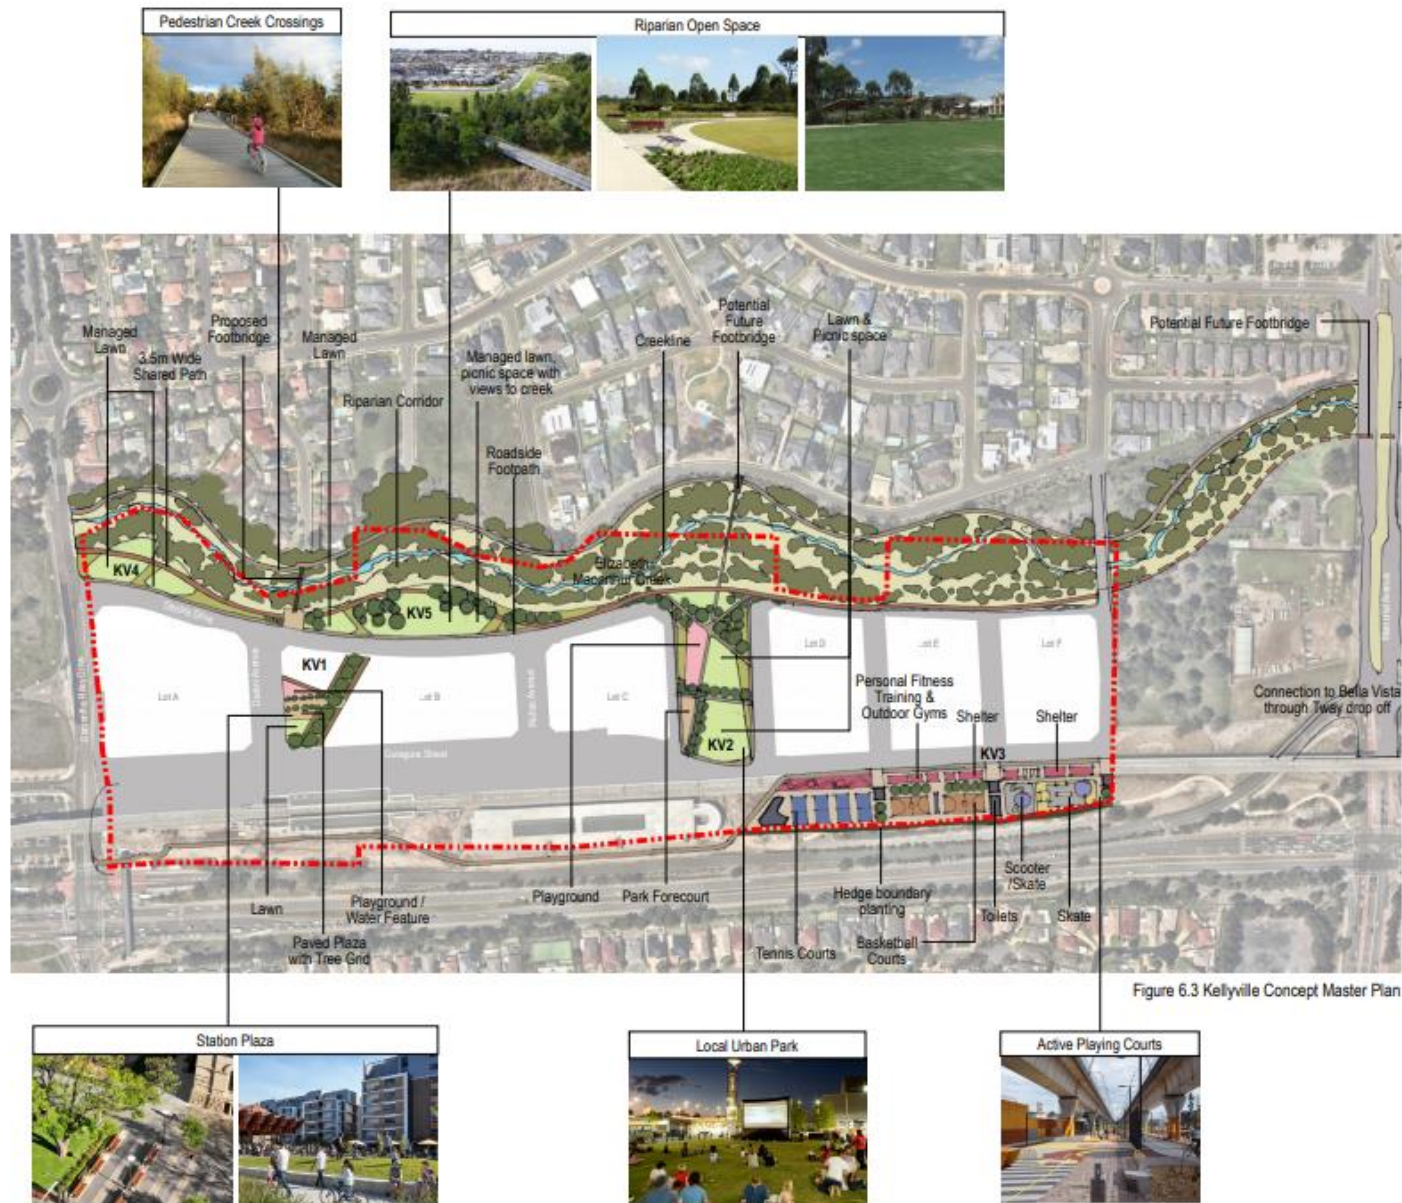 Pedestrian Creek Crossings
Riparian Open Space
Managed
Lawn
3.5m Wide
Shared Path
Proposed
Footbridge
Managed
Lawn
Riparian Corridor
Managed lawn,
picnic space with
views to creek
Roadside
Footpath
Creekline
Potential
Future
Footbridge
Lawn &
Picnic space
Potential Future Footbridge
KV4
KV5
Elizabeth
Macarthur Creek
KV1
Lot A
Lot B
Lot C
Lot D
Lot E
Lot F
KV2
Personal Fitness
Training &
Outdoor Gyms
Shelter
Shelter
KV3
Connection to Bella Vista
through Tway drop off
Lawn
Playground /
Water Feature
Paved Plaza
with Tree Grid
Playground
Park Forecourt
Tennis Courts
Hedge boundary
planting
Basketball
Courts
Scooter
/Skate
Toilets
Skate
Figure 6.3 Kellyville Concept Master Plan
Station Plaza
Local Urban Park
Active Playing Courts